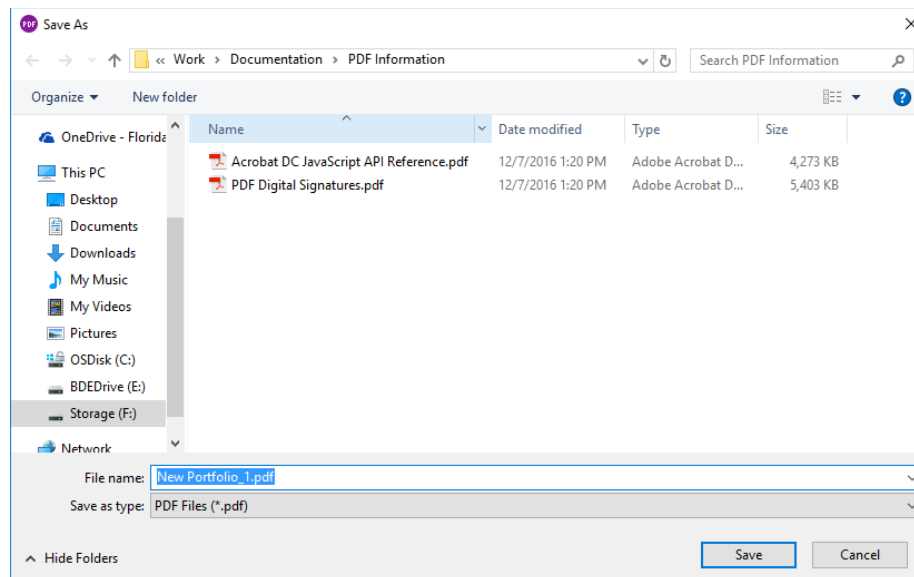 PDF Save As
« Work › Documentation › PDF Information
Search PDF Information
Organize
New folder
?
Name
Date modified
Type
Size
Acrobat DC JavaScript API Reference.pdf 12/7/2016 1:20 PM Adobe Acrobat D... 4,273 KB
PDF Digital Signatures.pdf 12/7/2016 1:20 PM Adobe Acrobat D... 5,403 KB
OneDrive - Florida
This PC
Desktop
Documents
Downloads
My Music
My Videos
Pictures
OSDisk (C:)
BDEDrive (E:)
Storage (F:)
Network
File name: New Portfolio_1.pdf
Save as type: PDF Files (*.pdf)
Hide Folders
Save
Cancel